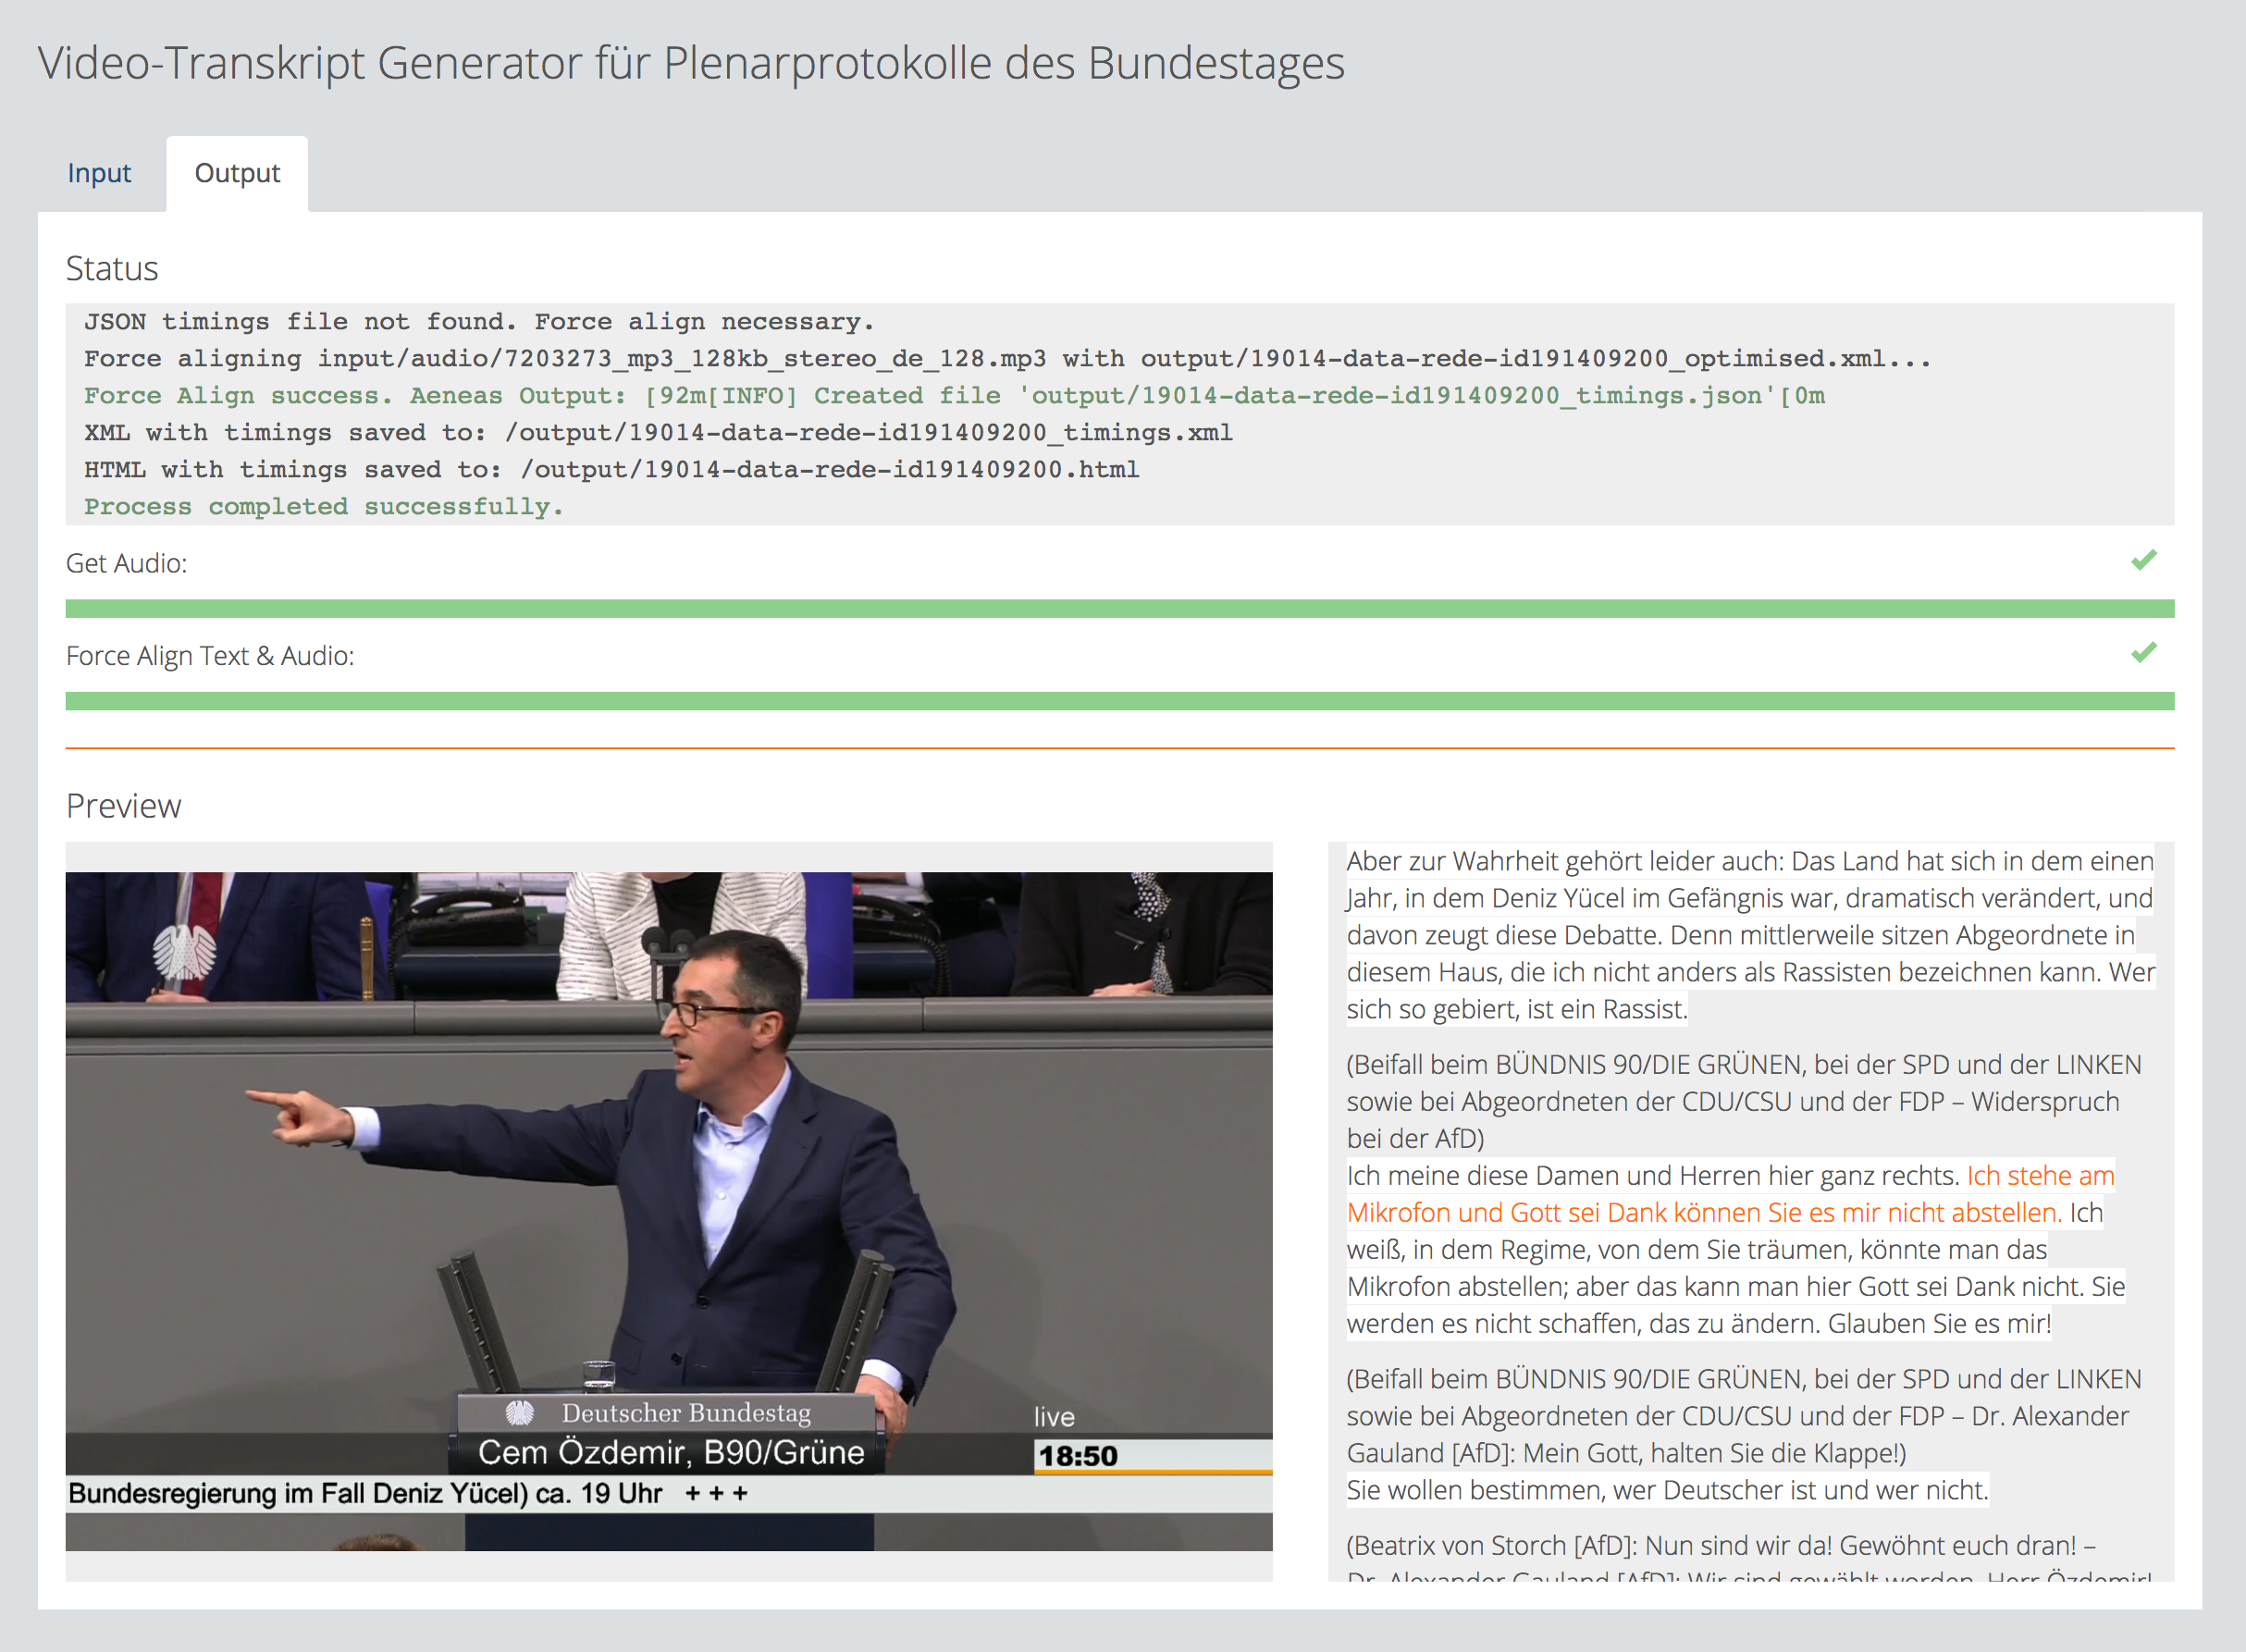 Video-Transkript Generator für Plenarprotokolle des Bundestages
Input
Output
Status
JSON timings file not found. Force align necessary.
Force aligning input/audio/7203273_mp3_128kb_stereo_de_128.mp3 with output/19014-data-rede-id191409200_optimised.xml...
Force Align success. Aeneas Output: [92m[INFO] Created file 'output/19014-data-rede-id191409200_timings.json'[0m
XML with timings saved to: /output/19014-data-rede-id191409200_timings.xml
HTML with timings saved to: /output/19014-data-rede-id191409200.html
Process completed successfully.
Get Audio:
Force Align Text & Audio:
Preview
Deutscher Bundestag
live
Cem Özdemir, B90/Grüne
18:50
Bundesregierung im Fall Deniz Yücel) ca. 19 Uhr + + +
Aber zur Wahrheit gehört leider auch: Das Land hat sich in dem einen
Jahr, in dem Deniz Yücel im Gefängnis war, dramatisch verändert, und
davon zeugt diese Debatte. Denn mittlerweile sitzen Abgeordnete in
diesem Haus, die ich nicht anders als Rassisten bezeichnen kann. Wer
sich so gebiert, ist ein Rassist.
(Beifall beim BÜNDNIS 90/DIE GRÜNEN, bei der SPD und der LINKEN
sowie bei Abgeordneten der CDU/CSU und der FDP – Widerspruch
bei der AfD)
Ich meine diese Damen und Herren hier ganz rechts. Ich stehe am
Mikrofon und Gott sei Dank können Sie es mir nicht abstellen. Ich
weiß, in dem Regime, von dem Sie träumen, könnte man das
Mikrofon abstellen; aber das kann man hier Gott sei Dank nicht. Sie
werden es nicht schaffen, das zu ändern. Glauben Sie es mir!
(Beifall beim BÜNDNIS 90/DIE GRÜNEN, bei der SPD und der LINKEN
sowie bei Abgeordneten der CDU/CSU und der FDP – Dr. Alexander
Gauland [AfD]: Mein Gott, halten Sie die Klappe!)
Sie wollen bestimmen, wer Deutscher ist und wer nicht.
(Beatrix von Storch [AfD]: Nun sind wir da! Gewöhnt euch dran! –
Dr. Alexander Gauland [AfD]: Wir sind gewählt worden, Herr Özdemir!